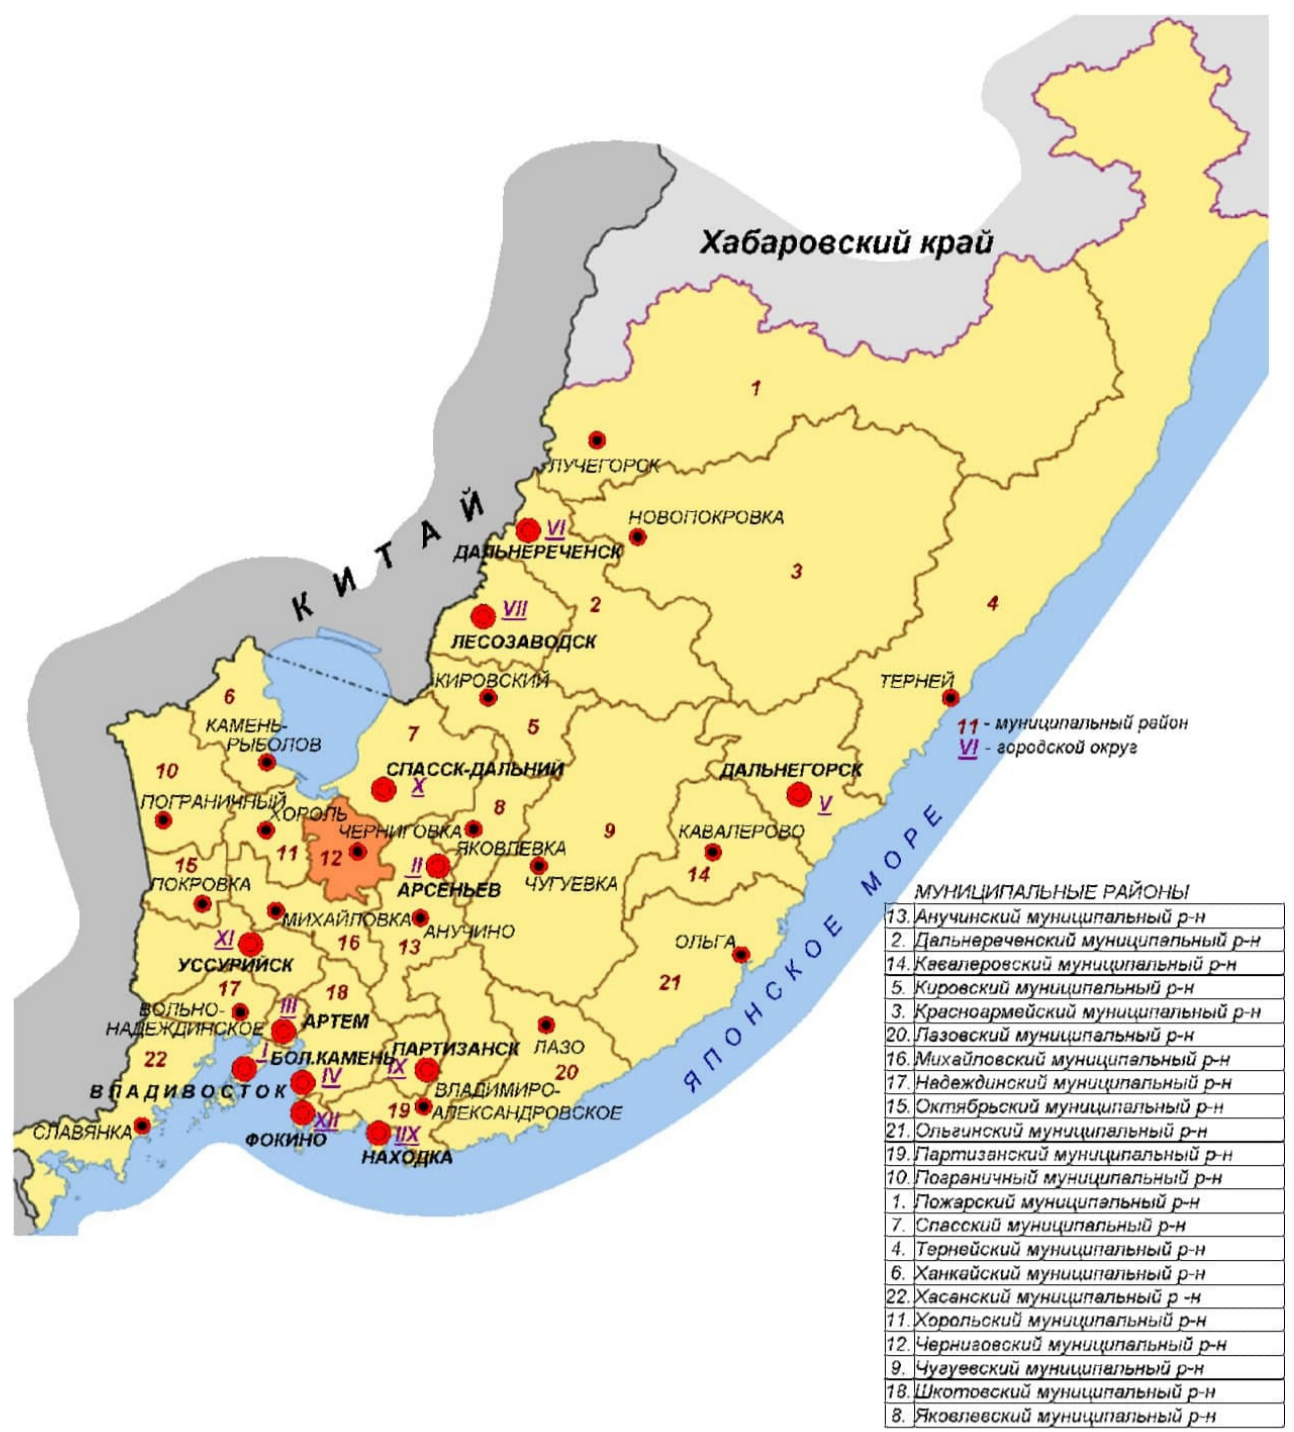 Хабаровский край
1
ЛУЧЕГОРСК
КИТАЙ
НОВОПОКРОВКА
VI
ДАЛЬНЕРЕЧЕНСК
3
2
4
VII
ЛЕСОЗАВОДСК
КИРОВСКИЙ
ТЕРНЕЙ
6
КАМЕНЬ-
РЫБОЛОВ
7
5
11 - муниципальный район
VI - городской округ
10
СПАССК-ДАЛЬНИЙ
X
ДАЛЬНЕГОРСК
V
ПОГРАНИЧНЫЙ
ХОРОЛЬ
8
9
ЧЕРНИГОВКА
КАВАЛЕРОВО
11
12
ЯКОВЛЕВКА
15
II
14
ПОКРОВКА
АРСЕНЬЕВ
ЧУГУЕВКА
ЯПОНСКОЕ МОРЕ
МИХАЙЛОВКА
АНУЧИНО
XI
16
13
ОЛЬГА
УССУРИЙСК
17
18
21
ВОЛЬНО-
НАДЕЖДИНСКОЕ
III
АРТЕМ
22
I
БОЛ.КАМЕНЬ
ПАРТИЗАНСК
ЛАЗО
IV
IX
20
ВЛАДИВОСТОК
ВЛАДИМИРО-
АЛЕКСАНДРОВСКОЕ
19
СЛАВЯНКА
XII
ФОКИНО
IIX
НАХОДКА
МУНИЦИПАЛЬНЫЕ РАЙОНЫ
13. Анучинский муниципальный р-н
2. Дальнереченский муниципальный р-н
14. Кавалеровский муниципальный р-н
5. Кировский муниципальный р-н
3. Красноармейский муниципальный р-н
20. Лазовский муниципальный р-н
16. Михайловский муниципальный р-н
17. Надеждинский муниципальный р-н
15. Октябрьский муниципальный р-н
21. Ольгинский муниципальный р-н
19. Партизанский муниципальный р-н
10. Пограничный муниципальный р-н
1. Пожарский муниципальный р-н
7. Спасский муниципальный р-н
4. Тернейский муниципальный р-н
6. Ханкайский муниципальный р-н
22. Хасанский муниципальный р -н
11. Хорольский муниципальный р-н
12. Черниговский муниципальный р-н
9. Чугуевский муниципальный р-н
18. Шкотовский муниципальный р-н
8. Яковлевский муниципальный р-н